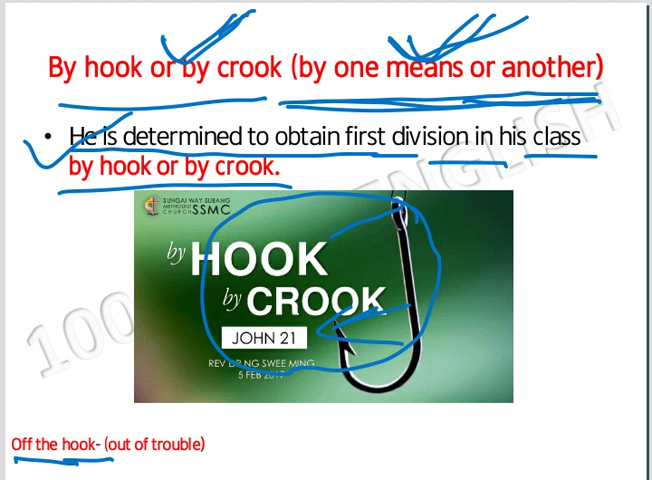 By hook or by crook (by one means or another)
• He is determined to obtain first division in his class
by hook or by crook.
SUNGAI WAY-SUBANG
METHODIST
CHURCH SSMC
by HOOK
by CROOK
JOHN 21
REV DR NG SWEE MING
5 FEB 2017
Off the hook- (out of trouble)
100
ENGLISH